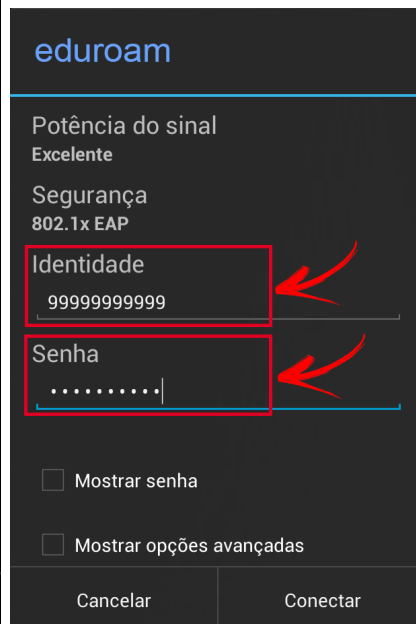 eduroam
Potência do sinal
Excelente
Segurança
802.1x EAP
Identidade
99999999999
Senha
••••••••••
Mostrar senha
Mostrar opções avançadas
Cancelar
Conectar